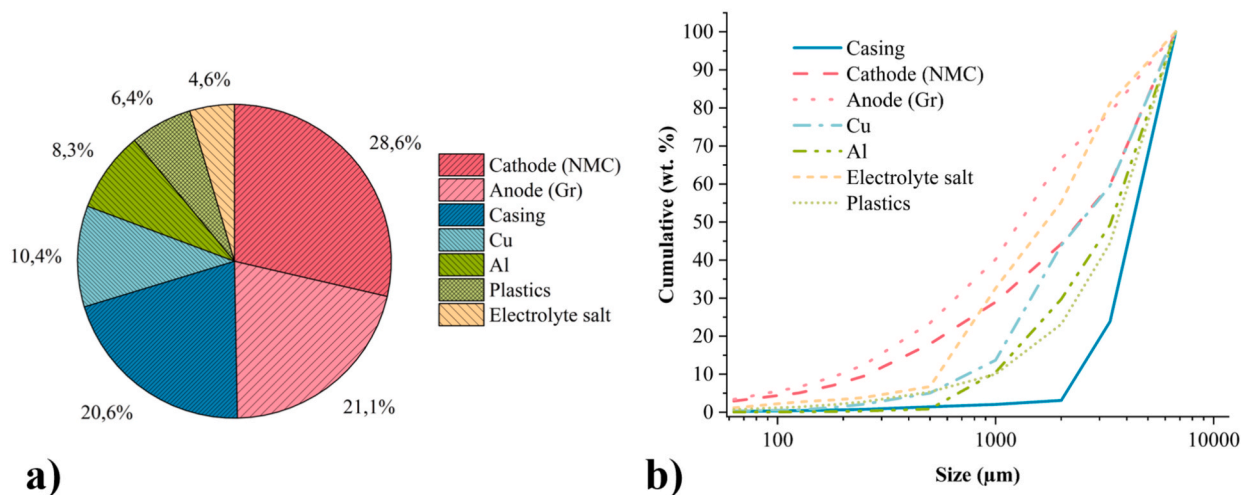 4,6%
6,4%
8,3%
10,4%
20,6%
21,1%
28,6%
Cathode (NMC)
Anode (Gr)
Casing
Cu
Al
Plastics
Electrolyte salt
a)
Cumulative (wt. %)
100
90
80
70
60
50
40
30
20
10
0
Casing
Cathode (NMC)
Anode (Gr)
Cu
Al
Electrolyte salt
Plastics
100
1000
10000
Size (µm)
b)